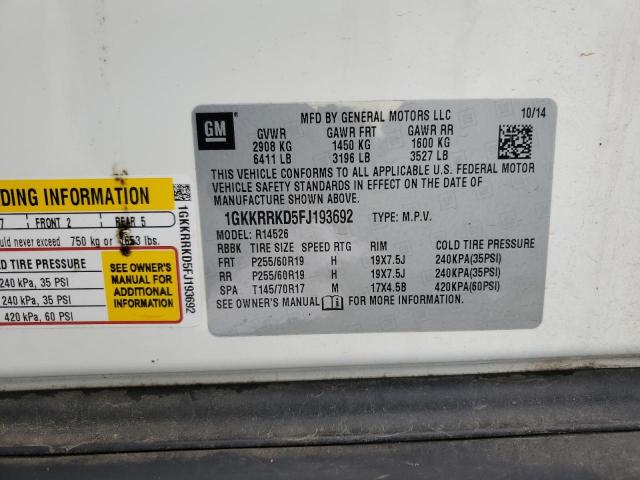 GM
MFD BY GENERAL MOTORS LLC 10/14
GVWR GAWR FRT GAWR RR
2908 KG 1450 KG 1600 KG
6411 LB 3196 LB 3527 LB
THIS VEHICLE CONFORMS TO ALL APPLICABLE U.S. FEDERAL MOTOR
VEHICLE SAFETY STANDARDS IN EFFECT ON THE DATE OF
MANUFACTURE SHOWN ABOVE.
1GKKRRKD5FJ193692 TYPE: M.P.V.
MODEL: R14526
RBBK TIRE SIZE SPEED RTG RIM COLD TIRE PRESSURE
FRT P255/60R19 H 19X7.5J 240KPA(35PSI)
RR P255/60R19 H 19X7.5J 240KPA(35PSI)
SPA T145/70R17 M 17X4.5B 420KPA(60PSI)
SEE OWNER'S MANUAL FOR MORE INFORMATION.
DING INFORMATION
7 FRONT 2 REAR 5
ould never exceed 750 kg or 1653 lbs.
LD TIRE PRESSURE
240 kPa, 35 PSI
240 kPa, 35 PSI
420 kPa, 60 PSI
SEE OWNER'S
MANUAL FOR
ADDITIONAL
INFORMATION
1GKKRRKD5FJ193692